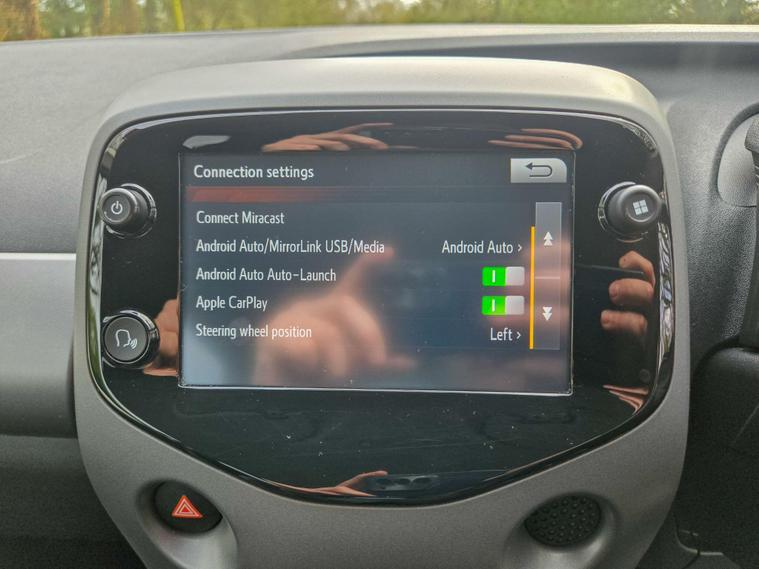 Connection settings
Connect Miracast
Android Auto/MirrorLink USB/Media Android Auto >
Android Auto Auto-Launch
Apple CarPlay
Steering wheel position Left >